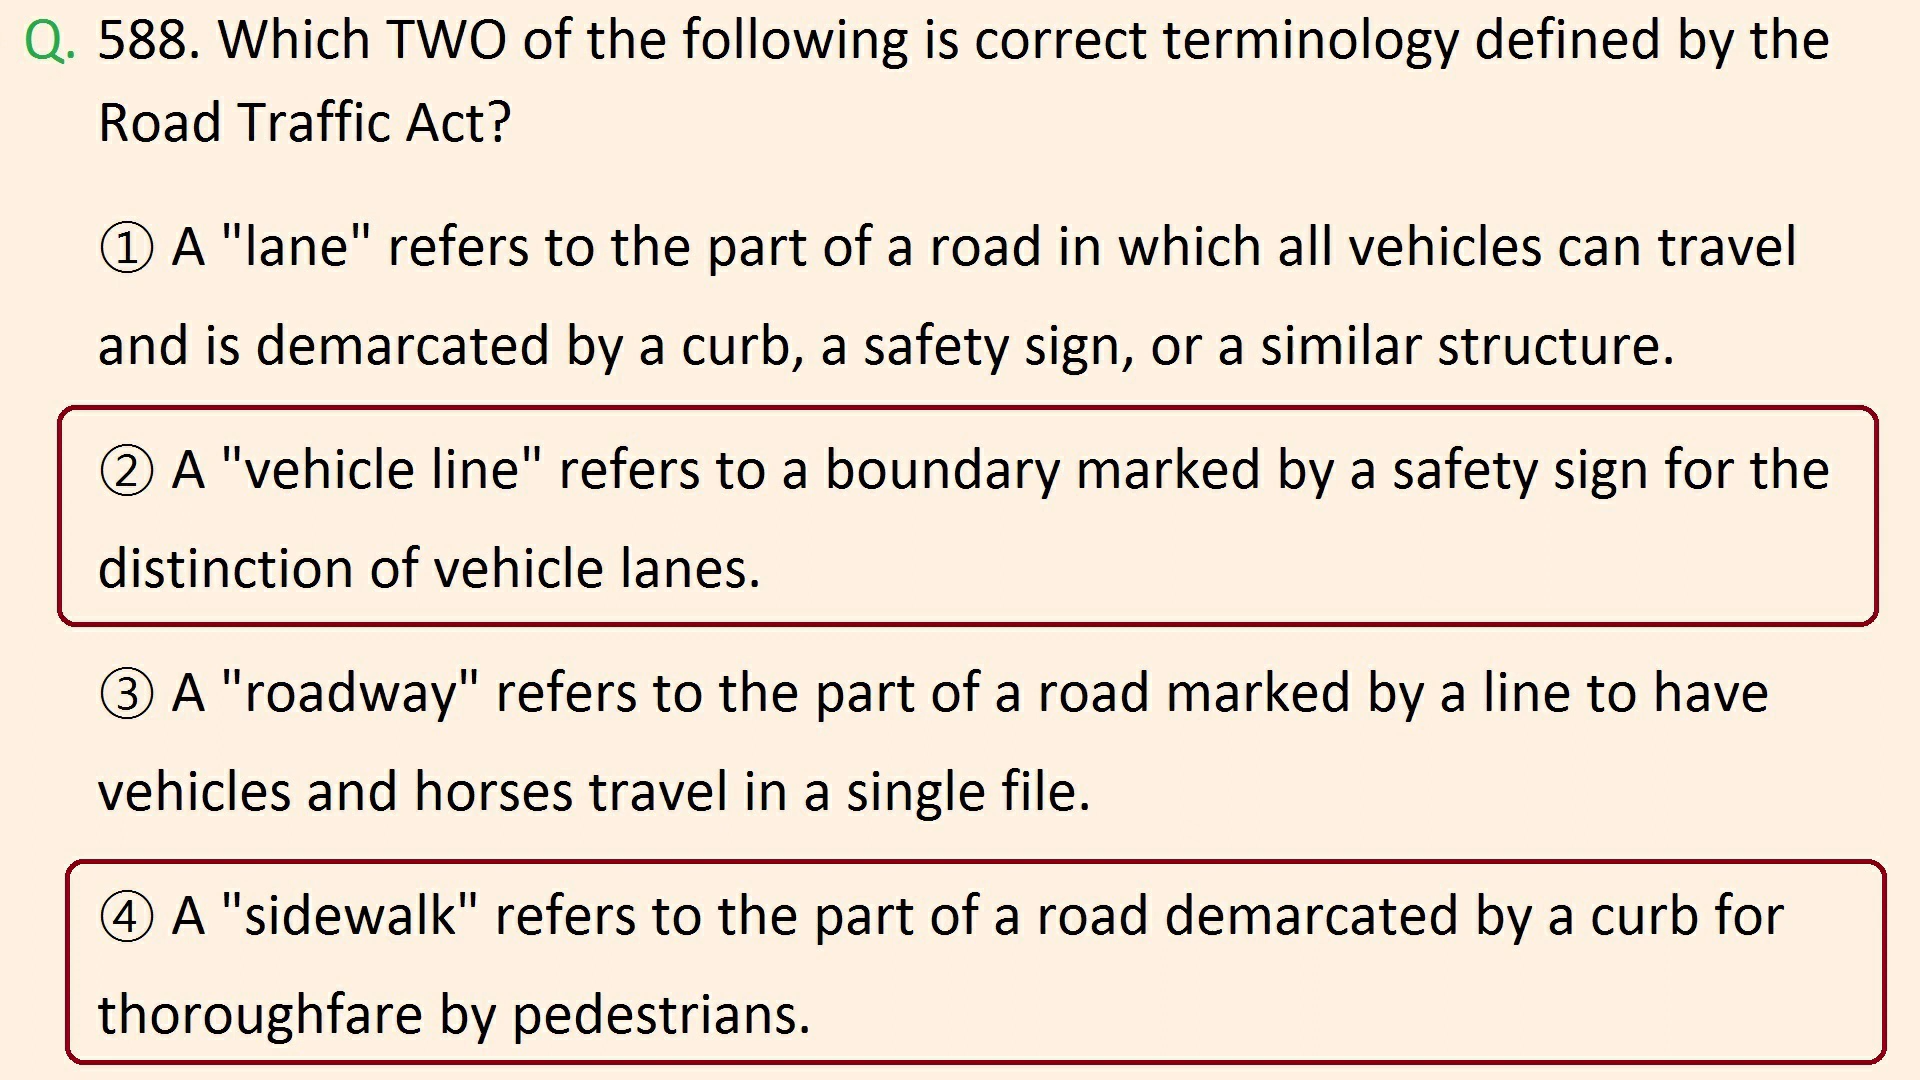 Q. 588. Which TWO of the following is correct terminology defined by the
Road Traffic Act?
① A "lane" refers to the part of a road in which all vehicles can travel
and is demarcated by a curb, a safety sign, or a similar structure.
② A "vehicle line" refers to a boundary marked by a safety sign for the
distinction of vehicle lanes.
③ A "roadway" refers to the part of a road marked by a line to have
vehicles and horses travel in a single file.
④ A "sidewalk" refers to the part of a road demarcated by a curb for
thoroughfare by pedestrians.